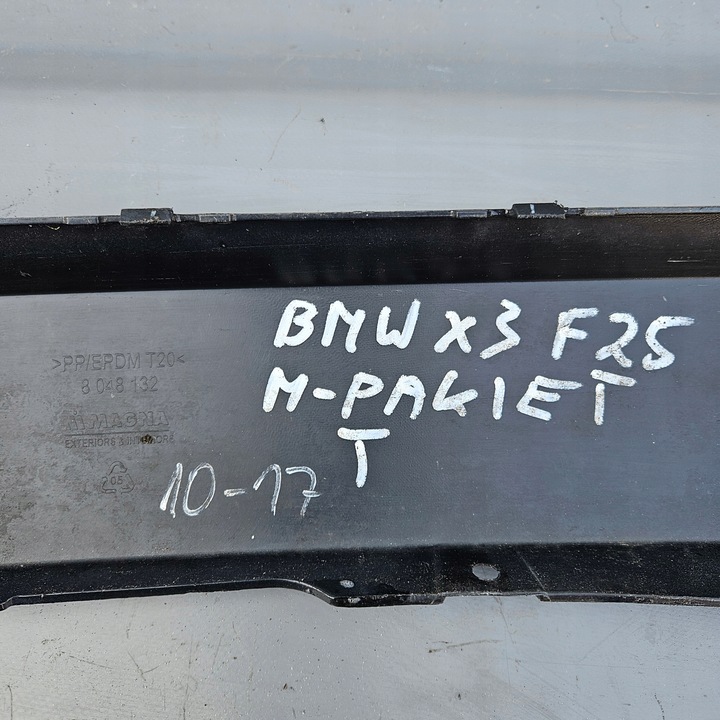 BMW X3 F25
M-PAKIET
T
10-17
>PP/EPDM T20<
8 048 132
MAGNA
EXTERIORS & INTERIORS